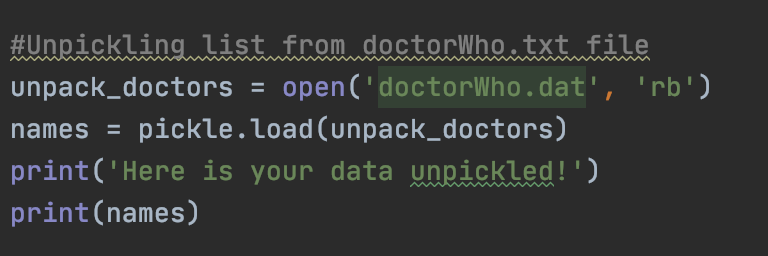 #Unpickling list from doctorWho.txt file
unpack_doctors = open('doctorWho.dat', 'rb')
names = pickle.load(unpack_doctors)
print('Here is your data unpickled!')
print(names)